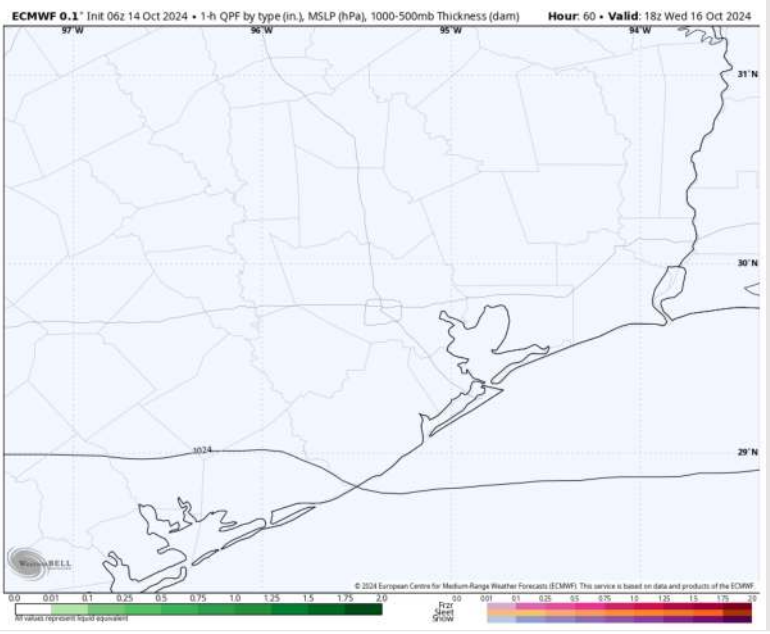 ECMWF 0.1° Init 06z 14 Oct 2024 • 1-h QPF by type (in.), MSLP (hPa), 1000-500mb Thickness (dam) Hour: 60 • Valid: 18z Wed 16 Oct 2024
97°W 96°W 95°W 94°W
31°N
30°N
1024 29°N
WeatherBELL
© 2024 European Centre for Medium-Range Weather Forecasts (ECMWF). This service is based on data and products of the ECMWF.
0.0 0.01 0.1 0.25 0.5 0.75 1.0 1.25 1.5 1.75 2.0 0.0 0.01 0.1 0.25 0.5 0.75 1.0 1.25 1.5 1.75 2.0
Frzr
Sleet
All values represent liquid equivalent Snow